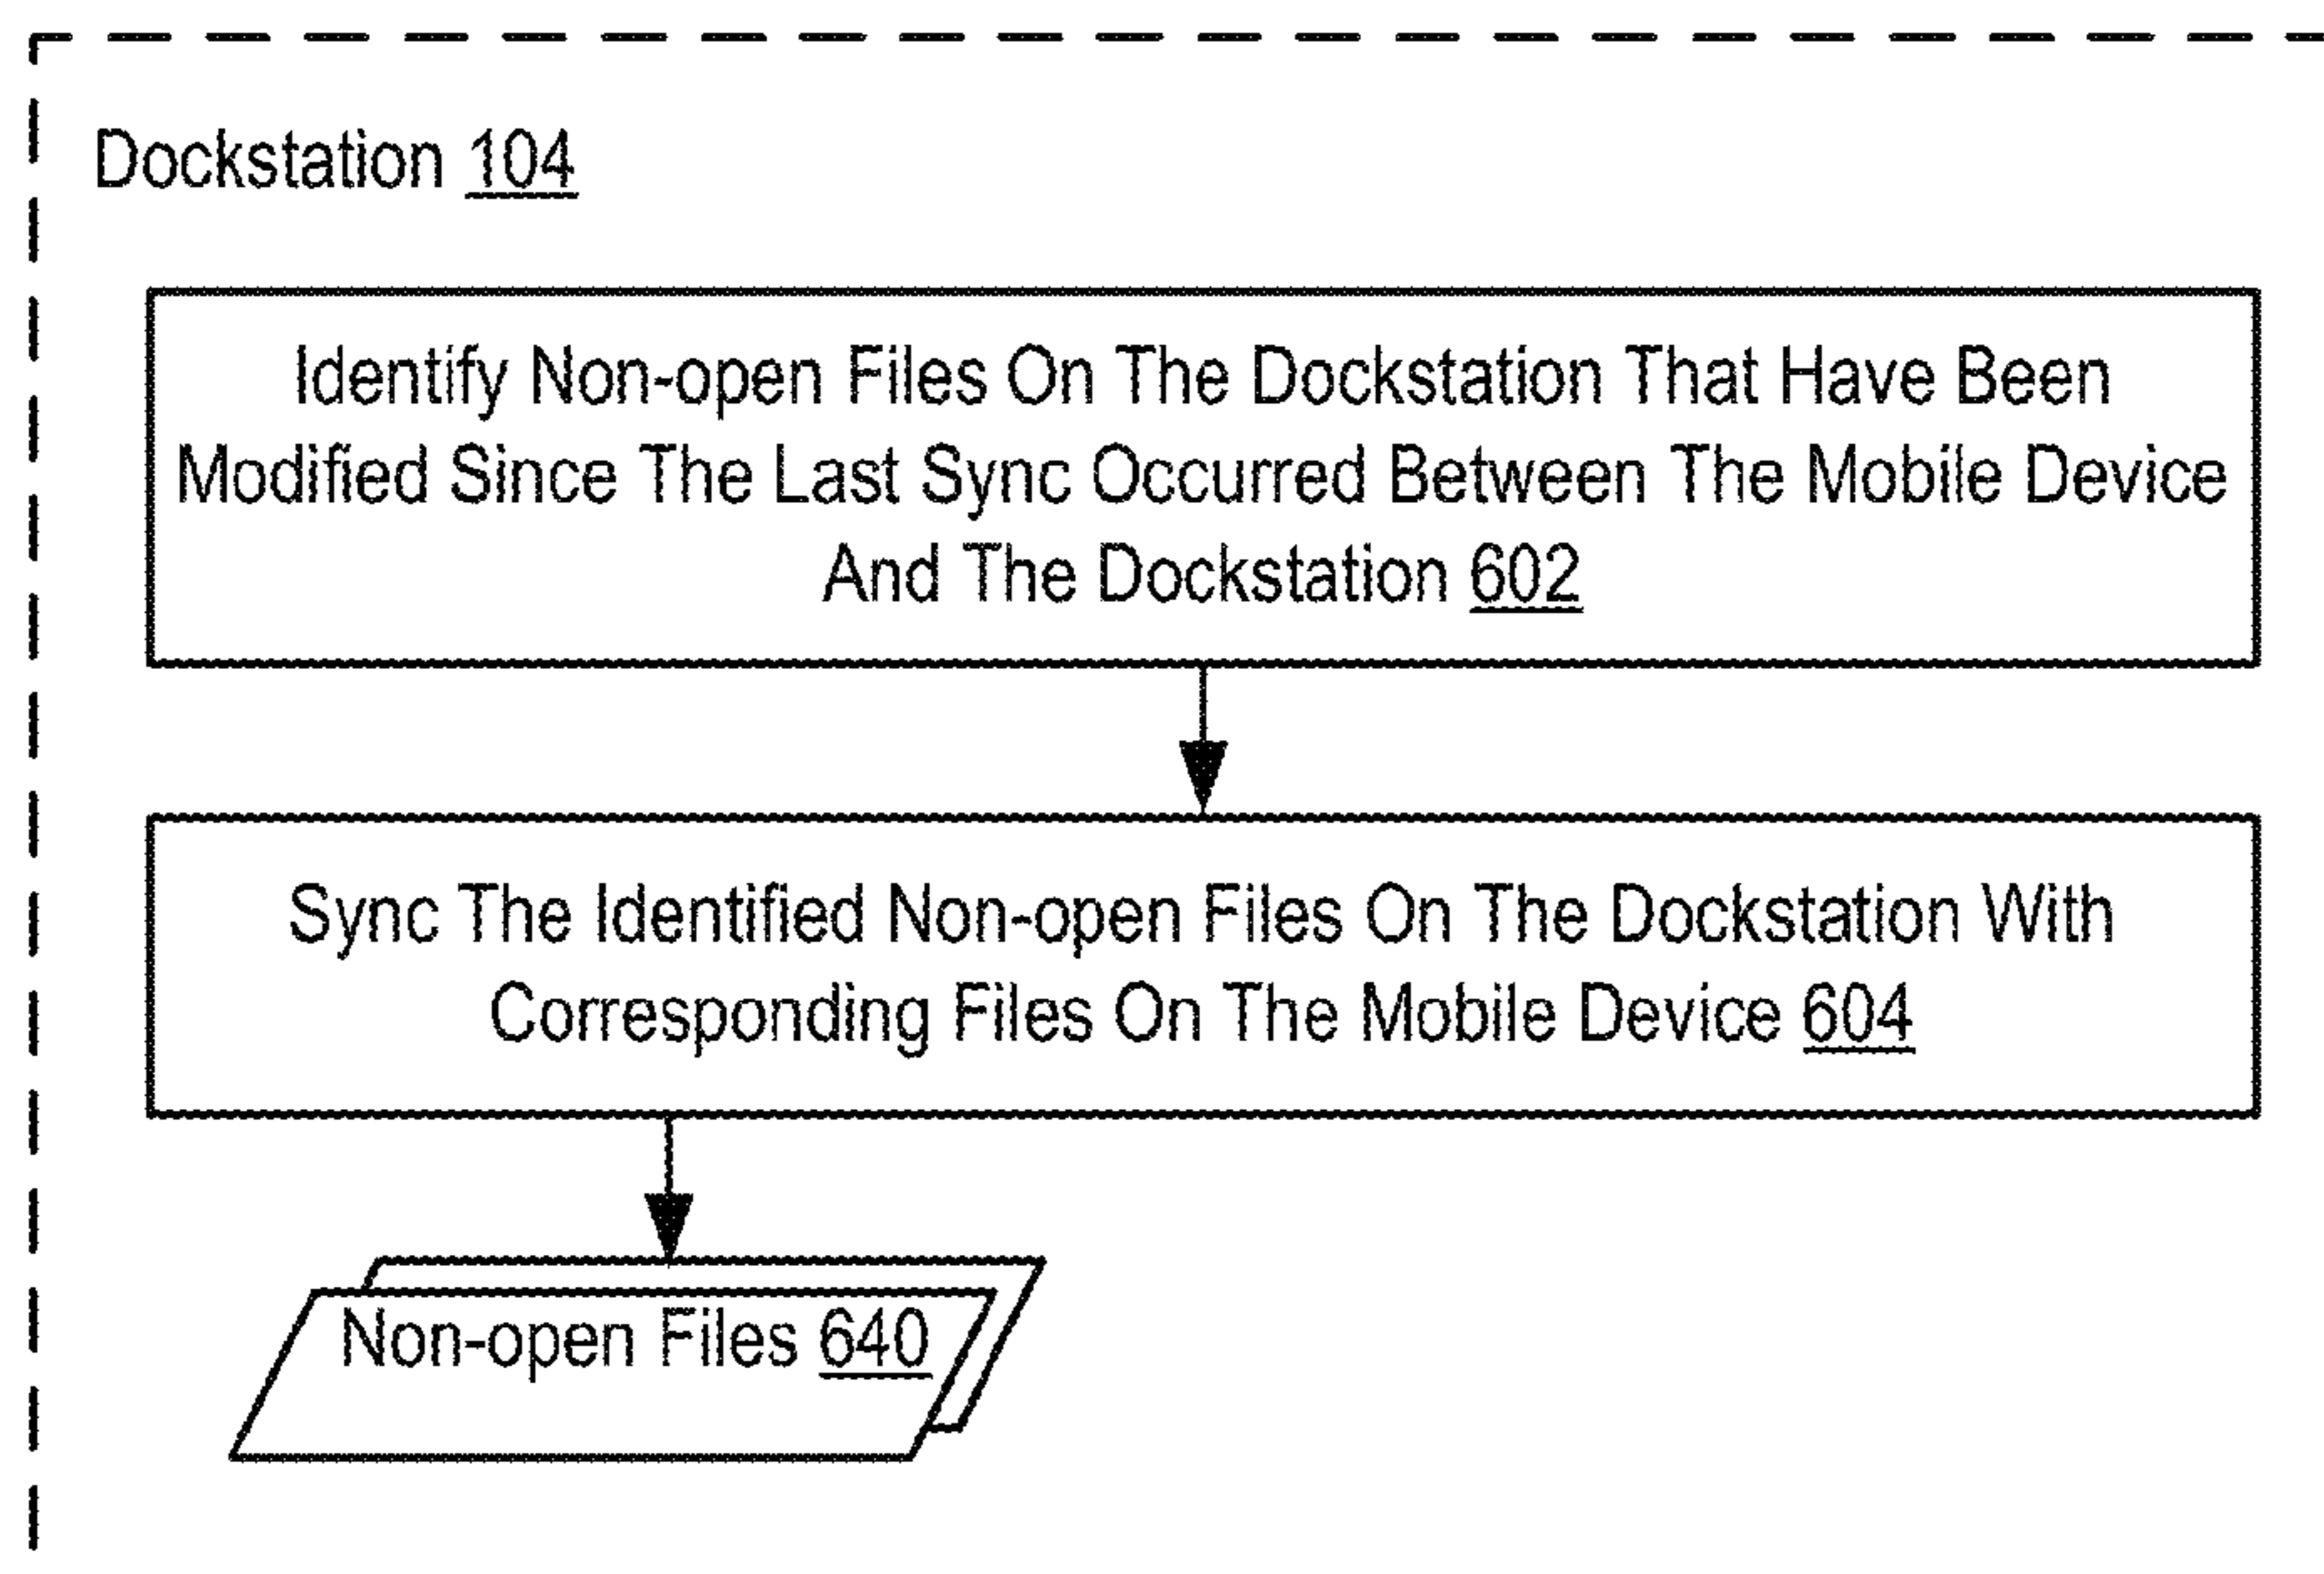 Dockstation 104
Identify Non-open Files On The Dockstation That Have Been
Modified Since The Last Sync Occurred Between The Mobile Device
And The Dockstation 602
Sync The Identified Non-open Files On The Dockstation With
Corresponding Files On The Mobile Device 604
Non-open Files 640